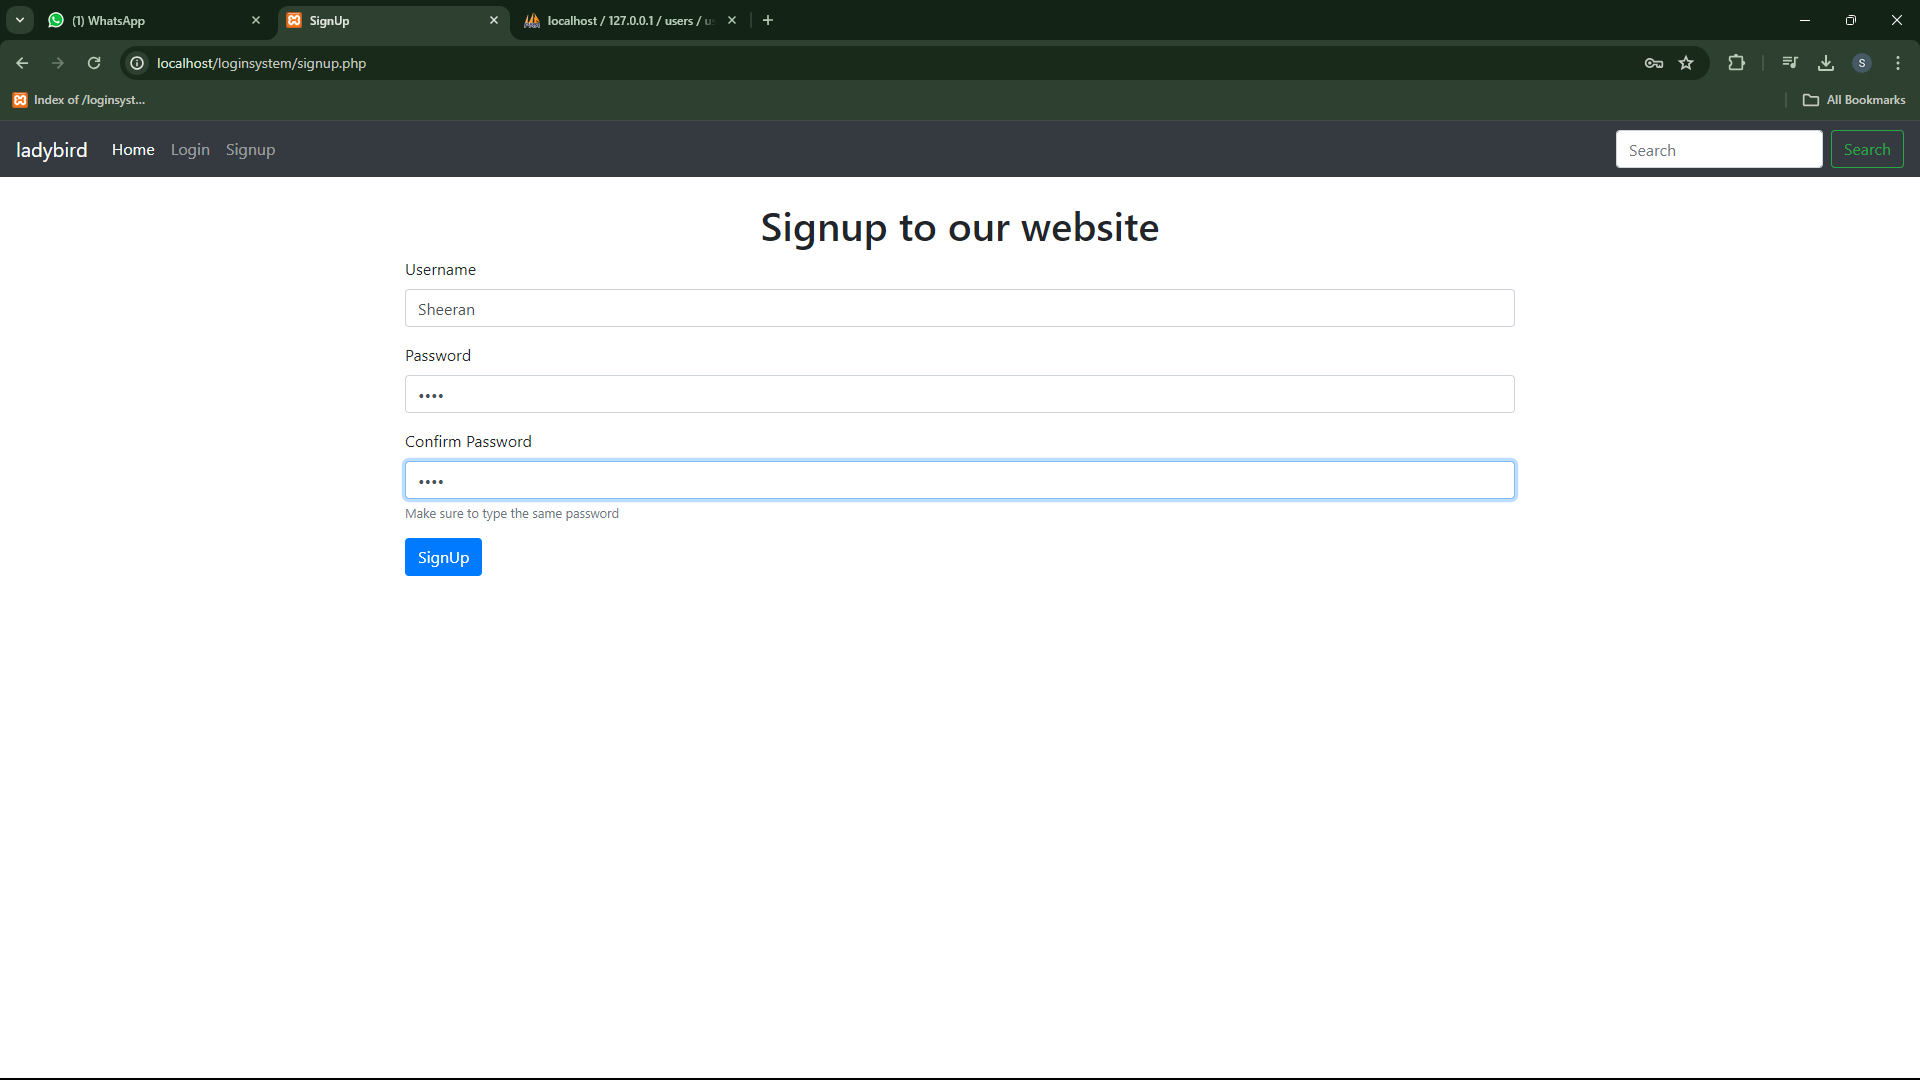 (1) WhatsApp
SignUp
localhost / 127.0.0.1 / users / u
localhost/loginsystem/signup.php
S
Index of /loginsyst...
All Bookmarks
ladybird
Home
Login
Signup
Search
Search
Signup to our website
Username
Sheeran
Password
••••
Confirm Password
••••
Make sure to type the same password
SignUp